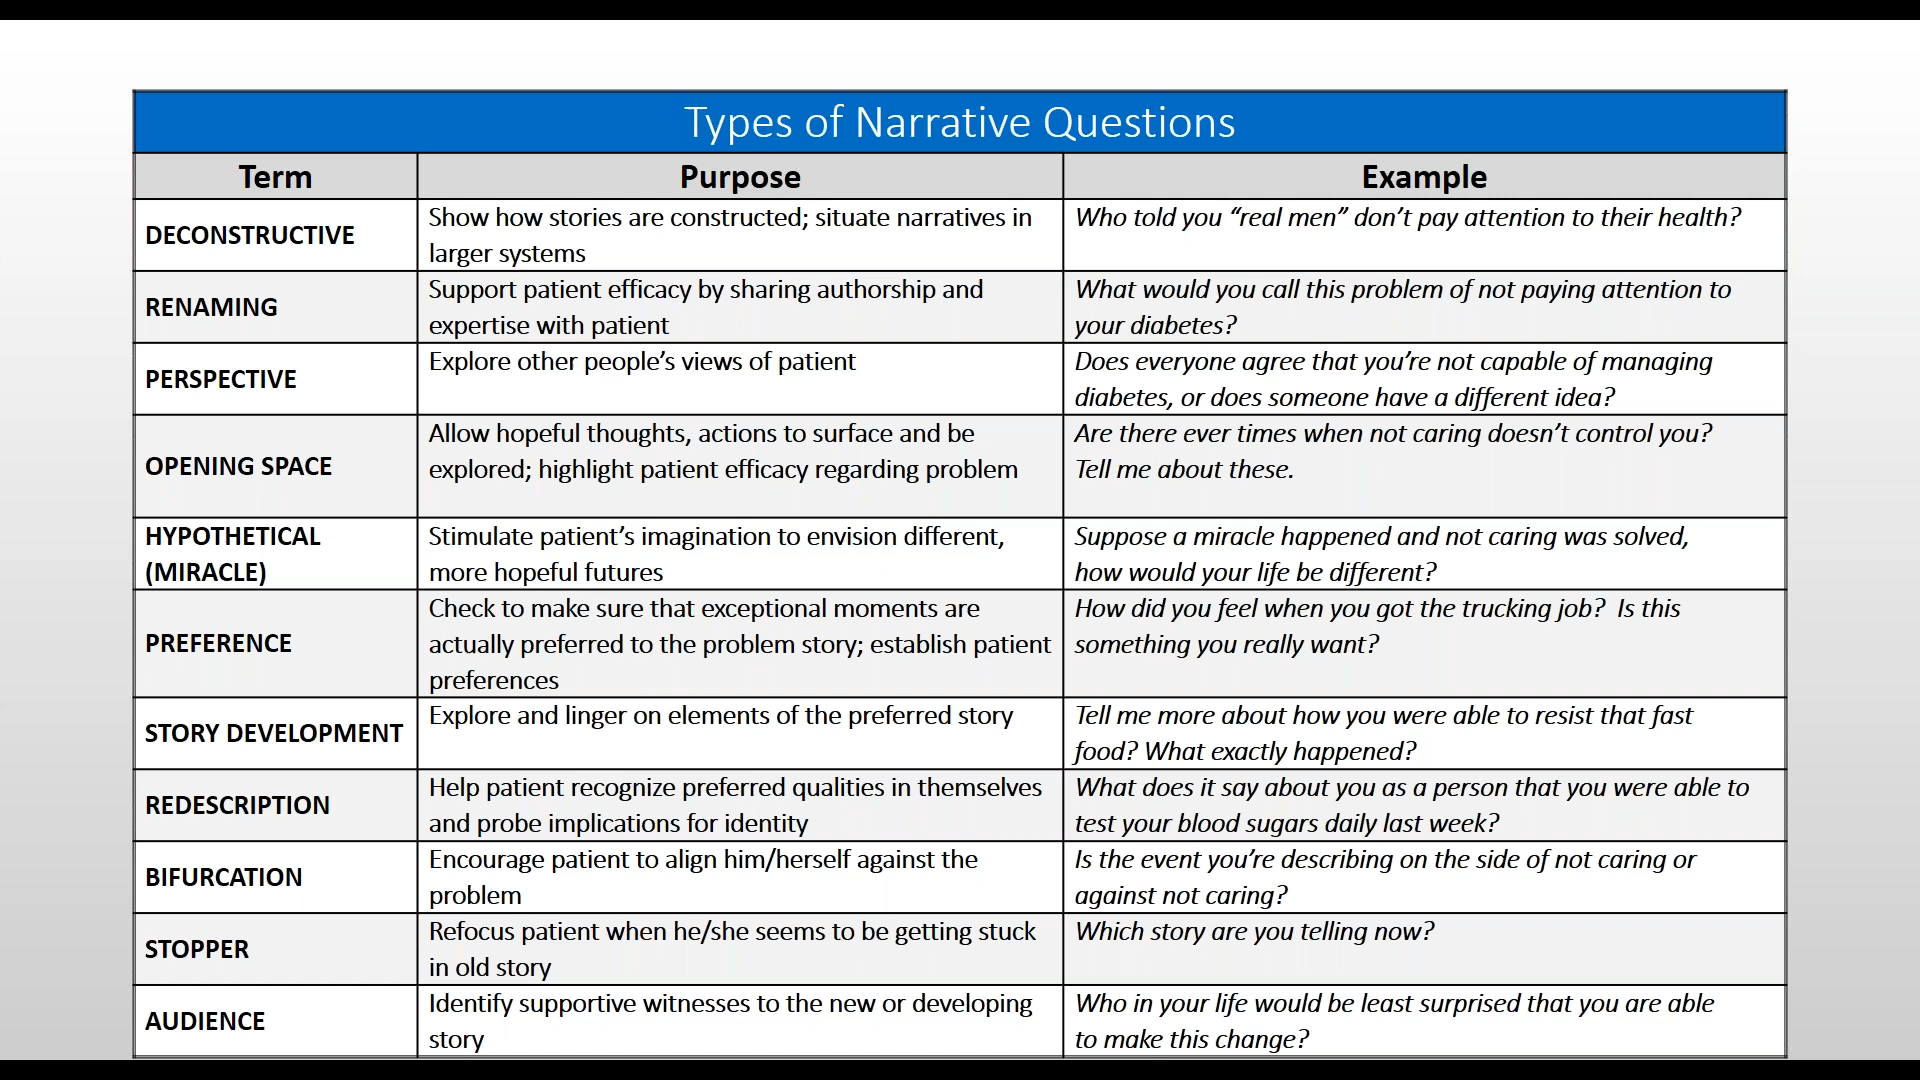 Types of Narrative Questions
Term Purpose Example
DECONSTRUCTIVE
Show how stories are constructed; situate narratives in
larger systems
Who told you “real men” don’t pay attention to their health?
RENAMING
Support patient efficacy by sharing authorship and
expertise with patient
What would you call this problem of not paying attention to
your diabetes?
PERSPECTIVE
Explore other people’s views of patient
Does everyone agree that you’re not capable of managing
diabetes, or does someone have a different idea?
OPENING SPACE
Allow hopeful thoughts, actions to surface and be
explored; highlight patient efficacy regarding problem
Are there ever times when not caring doesn’t control you?
Tell me about these.
HYPOTHETICAL
(MIRACLE)
Stimulate patient’s imagination to envision different,
more hopeful futures
Suppose a miracle happened and not caring was solved,
how would your life be different?
PREFERENCE
Check to make sure that exceptional moments are
actually preferred to the problem story; establish patient
preferences
How did you feel when you got the trucking job?  Is this
something you really want?
STORY DEVELOPMENT
Explore and linger on elements of the preferred story
Tell me more about how you were able to resist that fast
food? What exactly happened?
REDESCRIPTION
Help patient recognize preferred qualities in themselves
and probe implications for identity
What does it say about you as a person that you were able to
test your blood sugars daily last week?
BIFURCATION
Encourage patient to align him/herself against the
problem
Is the event you’re describing on the side of not caring or
against not caring?
STOPPER
Refocus patient when he/she seems to be getting stuck
in old story
Which story are you telling now?
AUDIENCE
Identify supportive witnesses to the new or developing
story
Who in your life would be least surprised that you are able
to make this change?